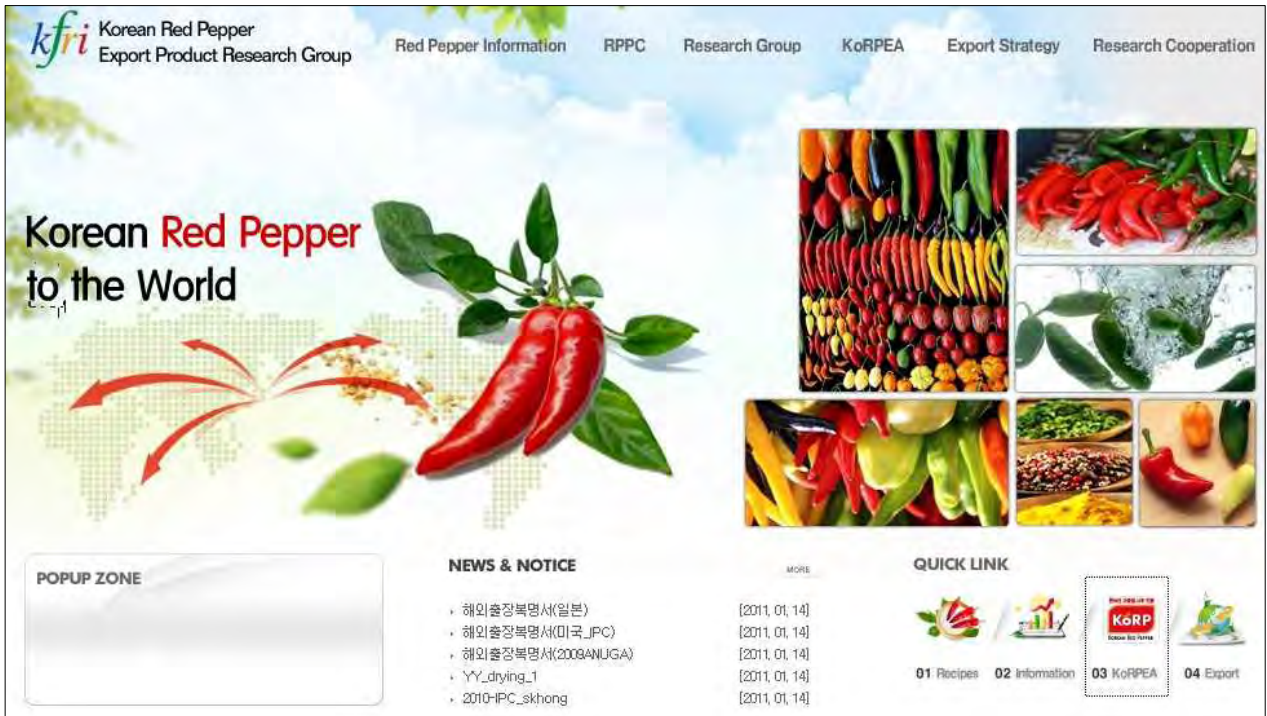 kfri Korean Red Pepper
Export Product Research Group
Red Pepper Information RPPC Research Group KoRPEA Export Strategy Research Cooperation
Korean Red Pepper
to the World
POPUP ZONE
NEWS & NOTICE MORE
해외출장복명서(일본) [2011, 01, 14]
해외출장복명서(미국_IPC) [2011, 01, 14]
해외출장복명서(2009ANUGA) [2011, 01, 14]
YY_drying_1 [2011, 01, 14]
2010-IPC_skhong [2011, 01, 14]
QUICK LINK
KoRP
Korean Red Pepper
01 Recipes 02 Information 03 KoRPEA 04 Export